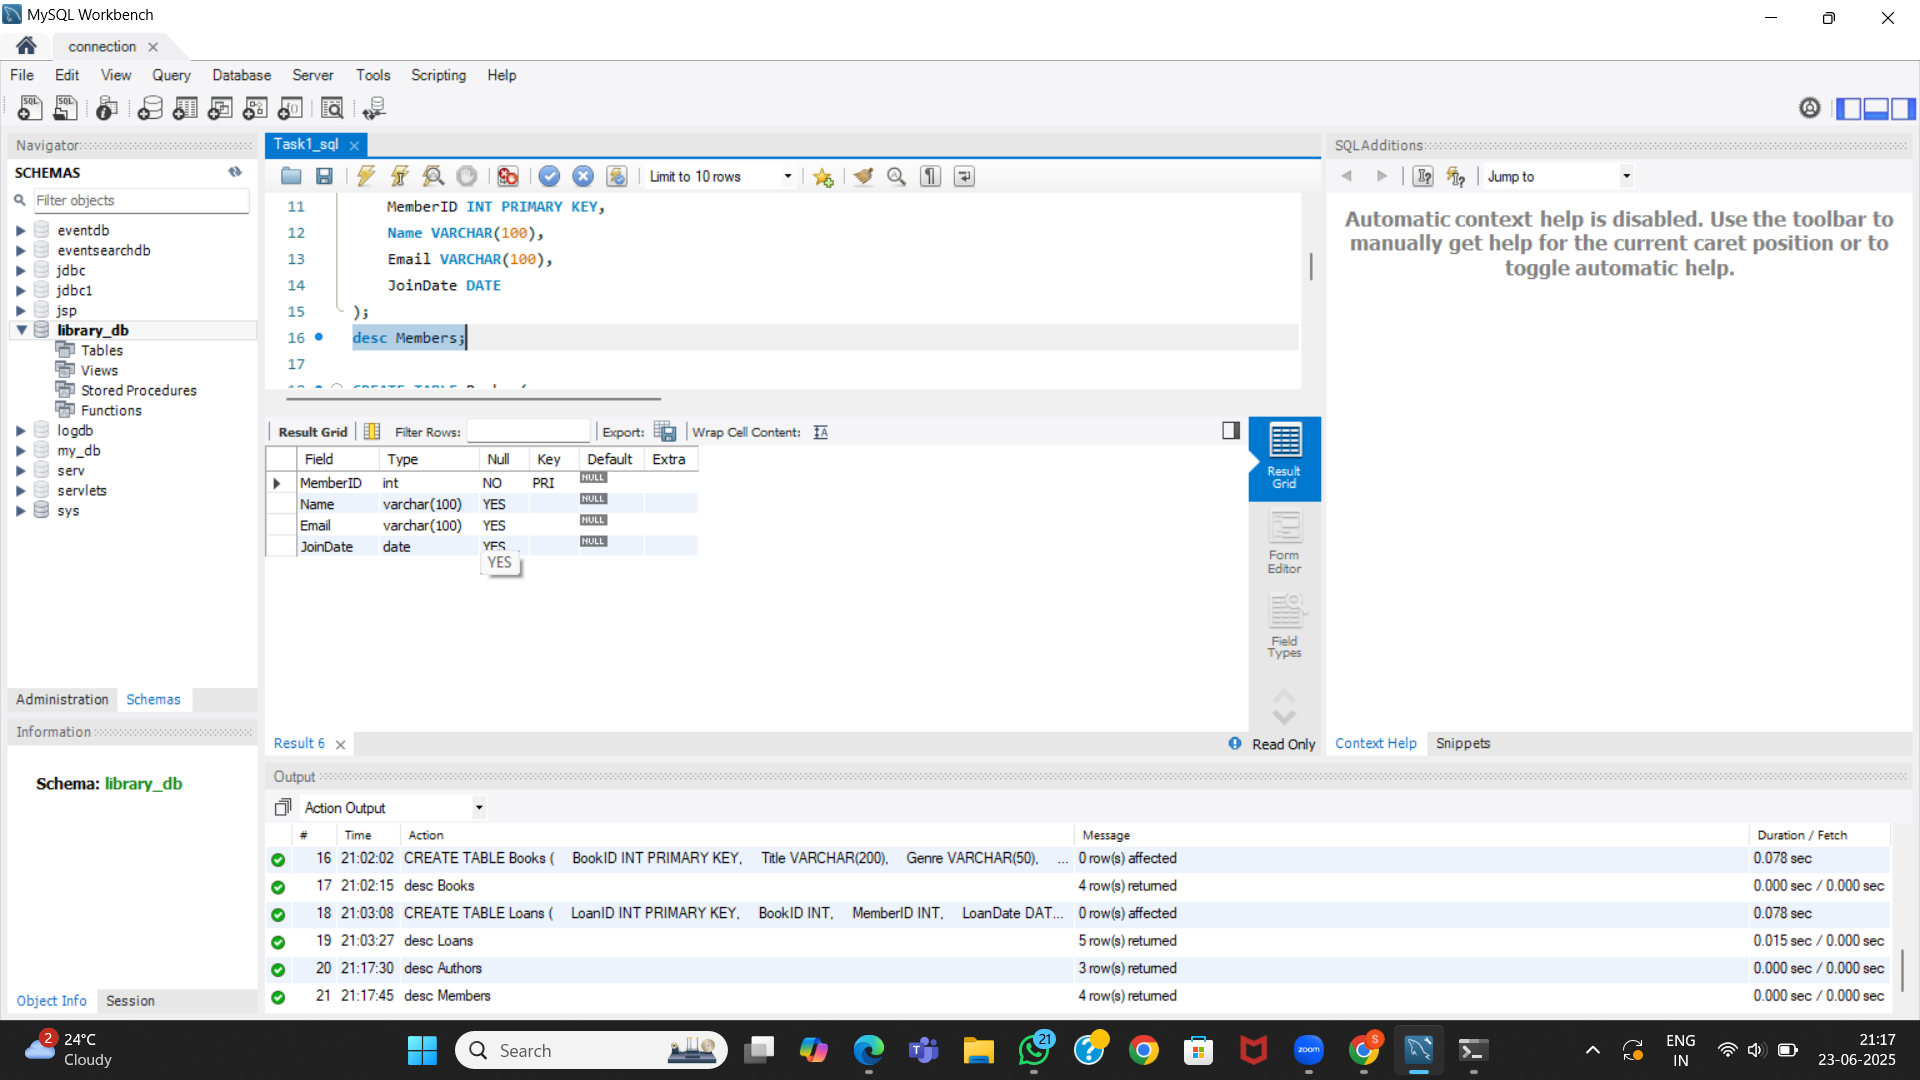 MySQL Workbench
connection
File Edit View Query Database Server Tools Scripting Help
Navigator
SCHEMAS
Filter objects
eventdb
eventsearchdb
jdbc
jdbc1
jsp
library_db
Tables
Views
Stored Procedures
Functions
logdb
my_db
serv
servlets
sys
Administration Schemas
Information
Schema: library_db
Object Info Session
Task1_sql
Limit to 10 rows
11 MemberID INT PRIMARY KEY,
12 Name VARCHAR(100),
13 Email VARCHAR(100),
14 JoinDate DATE
15 );
16 desc Members;
17
Result Grid Filter Rows: Export: Wrap Cell Content: IA
Field Type Null Key Default Extra
MemberID int NO PRI NULL
Name varchar(100) YES NULL
Email varchar(100) YES NULL
JoinDate date YES NULL
YES
Result Grid
Form Editor
Field Types
Result 6 Read Only
SQLAdditions
Jump to
Automatic context help is disabled. Use the toolbar to
manually get help for the current caret position or to
toggle automatic help.
Context Help Snippets
Output
Action Output
# Time Action Message Duration / Fetch
16 21:02:02 CREATE TABLE Books ( BookID INT PRIMARY KEY, Title VARCHAR(200), Genre VARCHAR(50), ... 0 row(s) affected 0.078 sec
17 21:02:15 desc Books 4 row(s) returned 0.000 sec / 0.000 sec
18 21:03:08 CREATE TABLE Loans ( LoanID INT PRIMARY KEY, BookID INT, MemberID INT, LoanDate DAT... 0 row(s) affected 0.078 sec
19 21:03:27 desc Loans 5 row(s) returned 0.015 sec / 0.000 sec
20 21:17:30 desc Authors 3 row(s) returned 0.000 sec / 0.000 sec
21 21:17:45 desc Members 4 row(s) returned 0.000 sec / 0.000 sec
2
24°C
Cloudy
Search
21
zoom
S
ENG
IN
21:17
23-06-2025